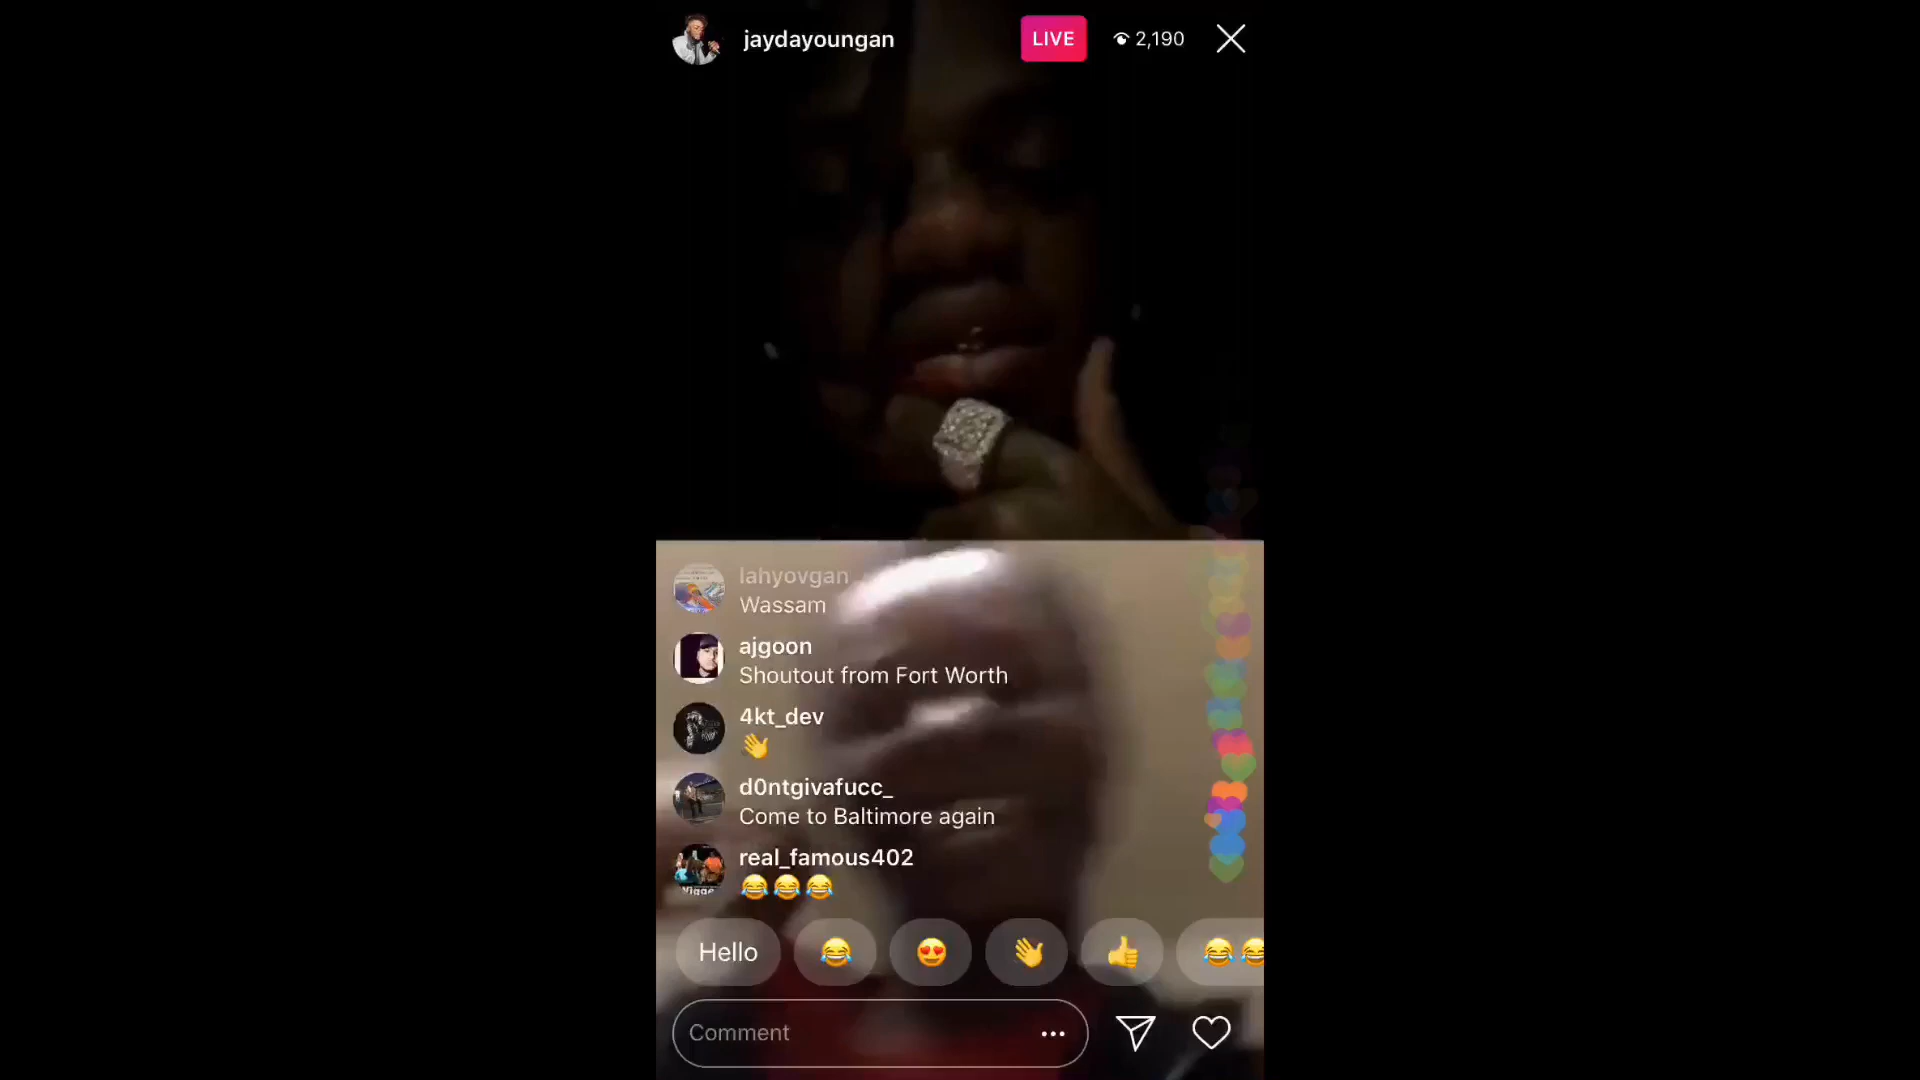 jaydayoungan
LIVE
2,190
lahyovgan
Wassam
ajgoon
Shoutout from Fort Worth
4kt_dev
👋
d0ntgivafucc_
Come to Baltimore again
real_famous402
😂😂😂
Hello
😂
😍
👋
👍
😂😂
Comment